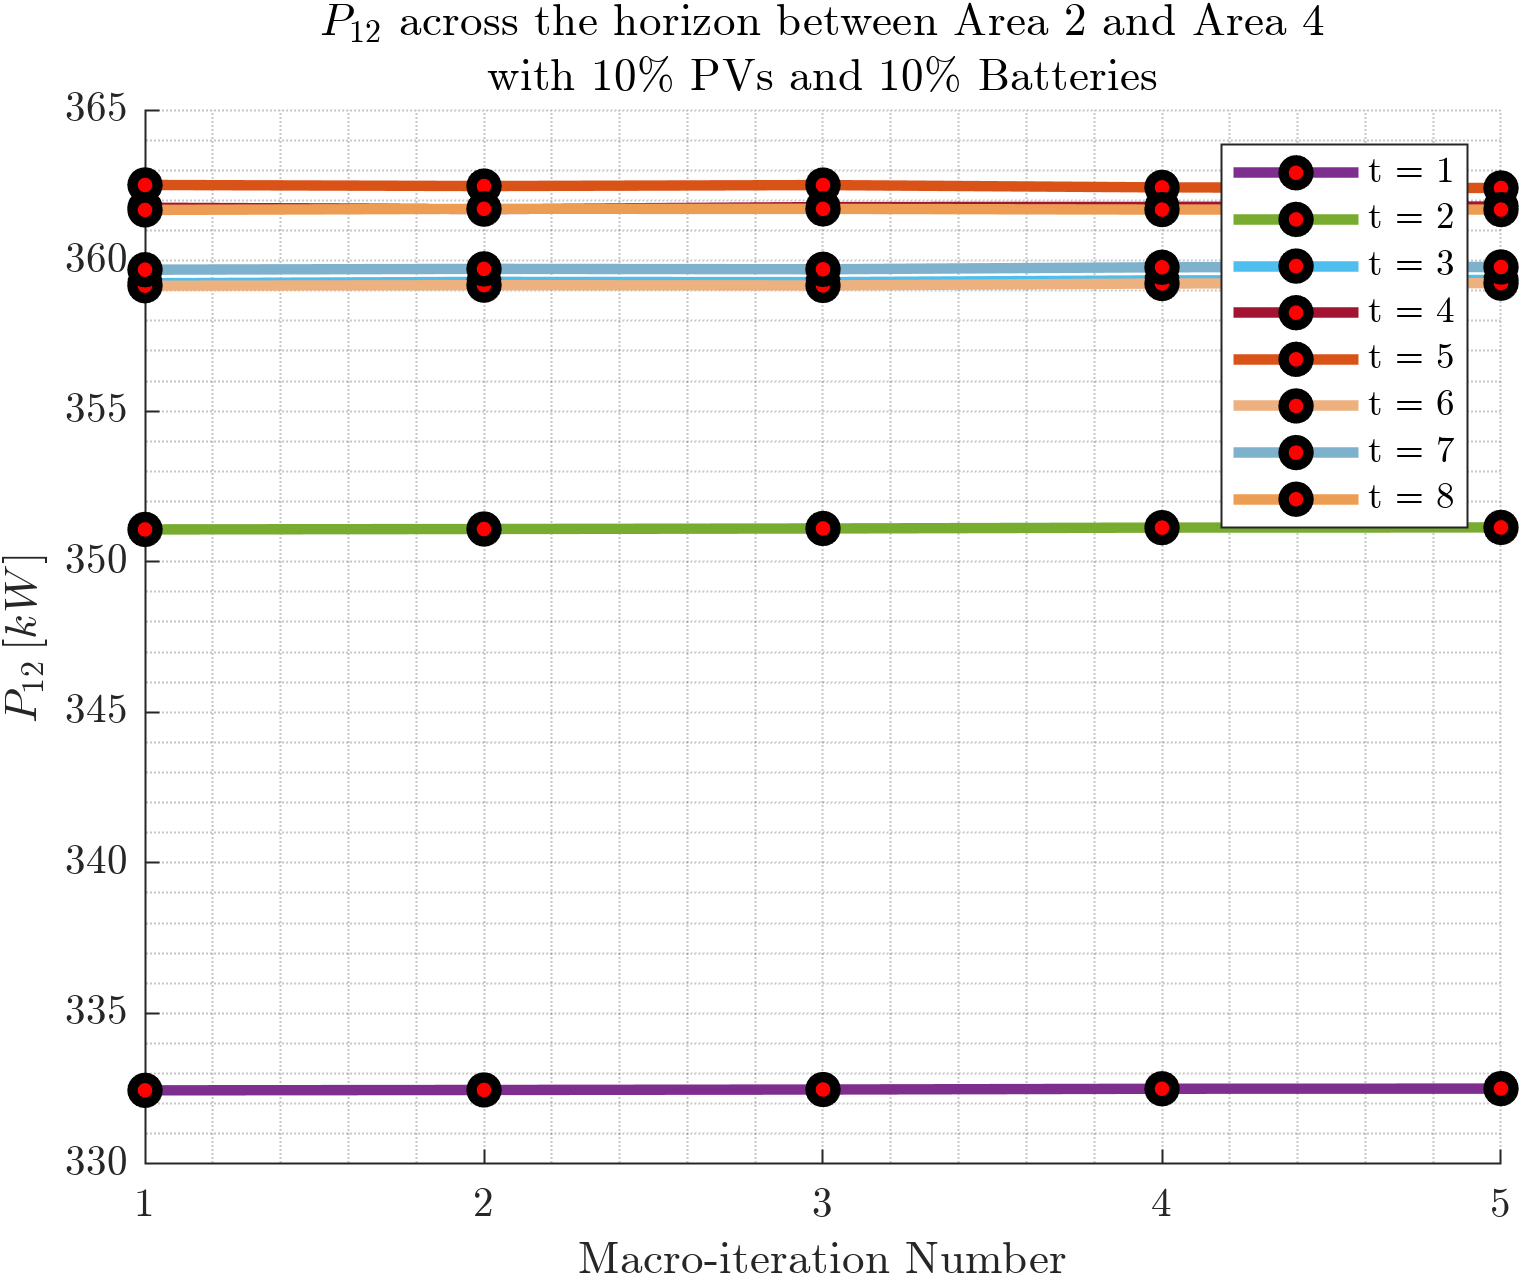 P₁₂ across the horizon between Area 2 and Area 4
with 10% PVs and 10% Batteries
365
360
355
350
345
340
335
330
P₁₂ [kW]
t = 1
t = 2
t = 3
t = 4
t = 5
t = 6
t = 7
t = 8
1 2 3 4 5
Macro-iteration Number